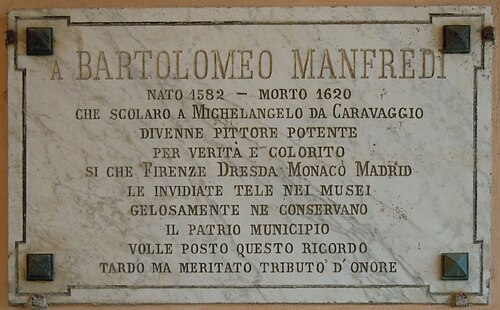 A BARTOLOMEO MANFREDI
NATO 1582 - MORTO 1620
CHE SCOLARO A MICHELANGELO DA CARAVAGGIO
DIVENNE PITTORE POTENTE
PER VERITÀ E COLORITO
SI CHE FIRENZE DRESDA MONACO MADRID
LE INVIDIATE TELE NEI MUSEI
GELOSAMENTE NE CONSERVANO
IL PATRIO MUNICIPIO
VOLLE POSTO QUESTO RICORDO
TARDO MA MERITATO TRIBUTO D'ONORE